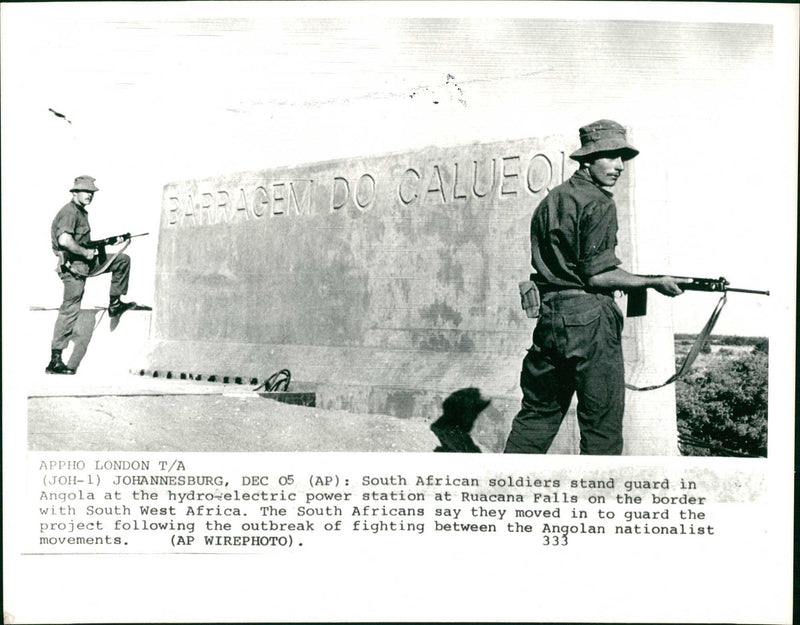 BARRAGEM DO CALUEQU
APPHO LONDON T/A
(JOH-1) JOHANNESBURG, DEC 05 (AP): South African soldiers stand guard in
Angola at the hydro-electric power station at Ruacana Falls on the border
with South West Africa. The South Africans say they moved in to guard the
project following the outbreak of fighting between the Angolan nationalist
movements. (AP WIREPHOTO). 333